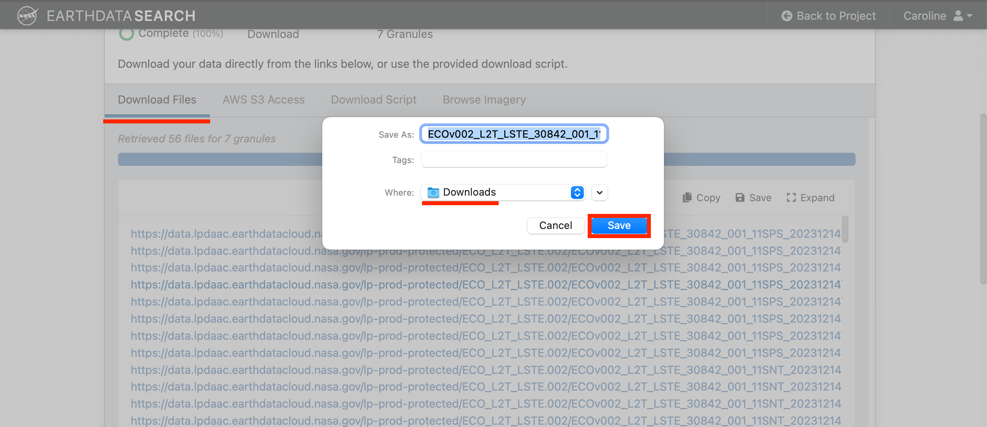 EARTHDATA SEARCH
Back to Project
Caroline
Complete (100%)
Download
7 Granules
Download your data directly from the links below, or use the provided download script.
Download Files
AWS S3 Access
Download Script
Browse Imagery
Retrieved 56 files for 7 granules
Save As: ECOv002_L2T_LSTE_30842_001_1
Tags:
Where: Downloads
Cancel
Save
Copy
Save
Expand
https://data.lpdaac.earthdatacloud.nasa.gov/lp-prod-protected/ECO_L2T_LSTE.002/ECOv002_L2T_LSTE_30842_001_11SPS_20231214
https://data.lpdaac.earthdatacloud.nasa.gov/lp-prod-protected/ECO_L2T_LSTE.002/ECOv002_L2T_LSTE_30842_001_11SPS_20231214
https://data.lpdaac.earthdatacloud.nasa.gov/lp-prod-protected/ECO_L2T_LSTE.002/ECOv002_L2T_LSTE_30842_001_11SPS_20231214
https://data.lpdaac.earthdatacloud.nasa.gov/lp-prod-protected/ECO_L2T_LSTE.002/ECOv002_L2T_LSTE_30842_001_11SPS_20231214
https://data.lpdaac.earthdatacloud.nasa.gov/lp-prod-protected/ECO_L2T_LSTE.002/ECOv002_L2T_LSTE_30842_001_11SPS_20231214
https://data.lpdaac.earthdatacloud.nasa.gov/lp-prod-protected/ECO_L2T_LSTE.002/ECOv002_L2T_LSTE_30842_001_11SPS_20231214
https://data.lpdaac.earthdatacloud.nasa.gov/lp-prod-protected/ECO_L2T_LSTE.002/ECOv002_L2T_LSTE_30842_001_11SPS_20231214
https://data.lpdaac.earthdatacloud.nasa.gov/lp-prod-protected/ECO_L2T_LSTE.002/ECOv002_L2T_LSTE_30842_001_11SPS_20231214
https://data.lpdaac.earthdatacloud.nasa.gov/lp-prod-protected/ECO_L2T_LSTE.002/ECOv002_L2T_LSTE_30842_001_11SNT_20231214
https://data.lpdaac.earthdatacloud.nasa.gov/lp-prod-protected/ECO_L2T_LSTE.002/ECOv002_L2T_LSTE_30842_001_11SNT_20231214
https://data.lpdaac.earthdatacloud.nasa.gov/lp-prod-protected/ECO_L2T_LSTE.002/ECOv002_L2T_LSTE_30842_001_11SNT_20231214
https://data.lpdaac.earthdatacloud.nasa.gov/lp-prod-protected/ECO_L2T_LSTE.002/ECOv002_L2T_LSTE_30842_001_11SNT_20231214